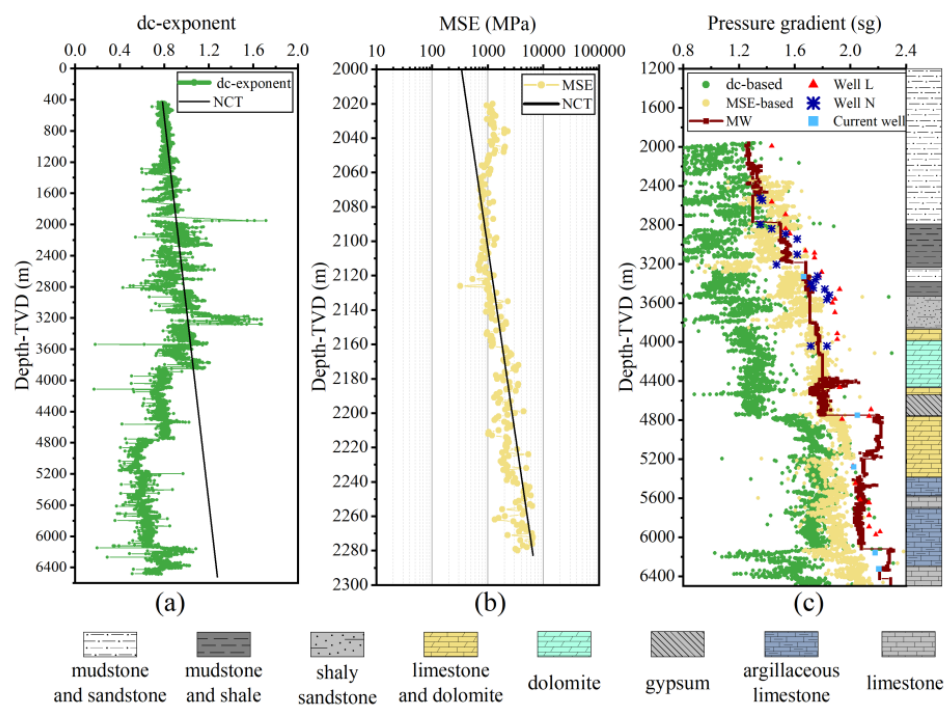 dc-exponent
0.0 0.4 0.8 1.2 1.6 2.0
0
400
800
1200
1600
2000
2400
2800
3200
3600
4000
4400
4800
5200
5600
6000
6400
Depth-TVD (m)
dc-exponent
NCT
(a)
MSE (MPa)
10 100 1000 10000 100000
2000
2020
2040
2060
2080
2100
2120
2140
2160
2180
2200
2220
2240
2260
2280
2300
Depth-TVD (m)
MSE
NCT
(b)
Pressure gradient (sg)
0.8 1.2 1.6 2.0 2.4
1200
1600
2000
2400
2800
3200
3600
4000
4400
4800
5200
5600
6000
6400
Depth-TVD (m)
dc-based Well L
MSE-based Well N
MW Current well
(c)
mudstone
and sandstone
mudstone
and shale
shaly
sandstone
limestone
and dolomite
dolomite
gypsum
argillaceous
limestone
limestone